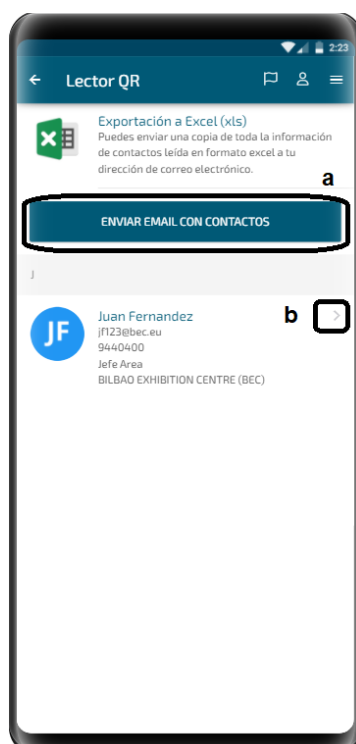 2:23
Lector QR
Exportación a Excel (xls)
Puedes enviar una copia de toda la información
de contactos leída en formato excel a tu
dirección de correo electrónico.
a
ENVIAR EMAIL CON CONTACTOS
J
JF
Juan Fernandez
b
jf123@bec.eu
9440400
Jefe Area
BILBAO EXHIBITION CENTRE (BEC)